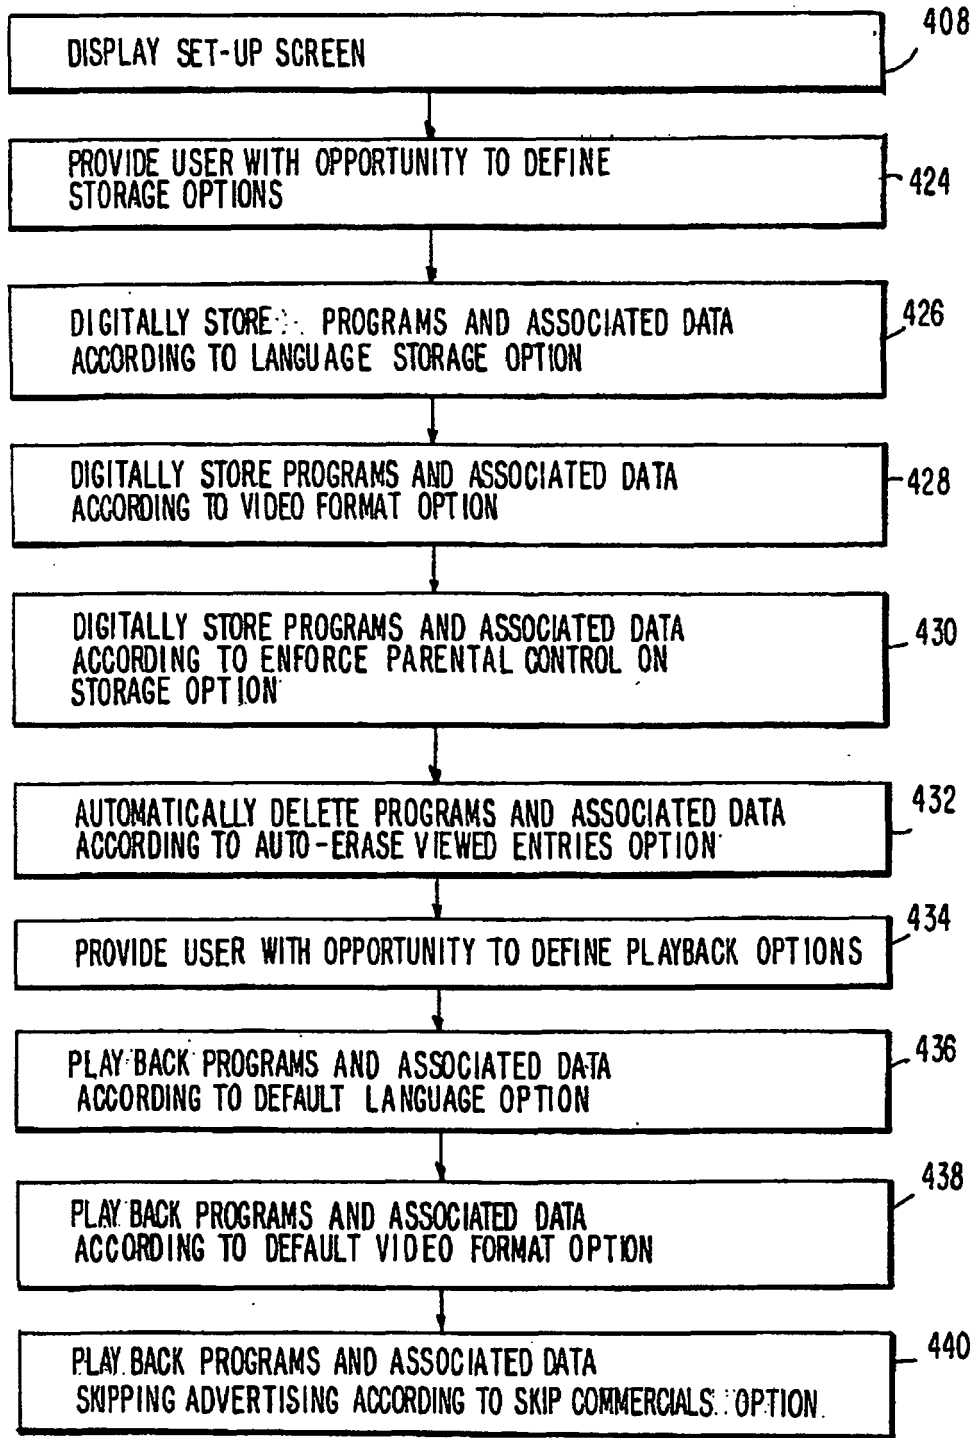 DISPLAY SET-UP SCREEN
408
PROVIDE USER WITH OPPORTUNITY TO DEFINE
STORAGE OPTIONS
424
DIGITALLY STORE PROGRAMS AND ASSOCIATED DATA
ACCORDING TO LANGUAGE STORAGE OPTION
426
DIGITALLY STORE PROGRAMS AND ASSOCIATED DATA
ACCORDING TO VIDEO FORMAT OPTION
428
DIGITALLY STORE PROGRAMS AND ASSOCIATED DATA
ACCORDING TO ENFORCE PARENTAL CONTROL ON
STORAGE OPTION
430
AUTOMATICALLY DELETE PROGRAMS AND ASSOCIATED DATA
ACCORDING TO AUTO-ERASE VIEWED ENTRIES OPTION
432
PROVIDE USER WITH OPPORTUNITY TO DEFINE PLAYBACK OPTIONS
434
PLAY BACK PROGRAMS AND ASSOCIATED DATA
ACCORDING TO DEFAULT LANGUAGE OPTION
436
PLAY BACK PROGRAMS AND ASSOCIATED DATA
ACCORDING TO DEFAULT VIDEO FORMAT OPTION
438
PLAY BACK PROGRAMS AND ASSOCIATED DATA
SKIPPING ADVERTISING ACCORDING TO SKIP COMMERCIALS OPTION
440